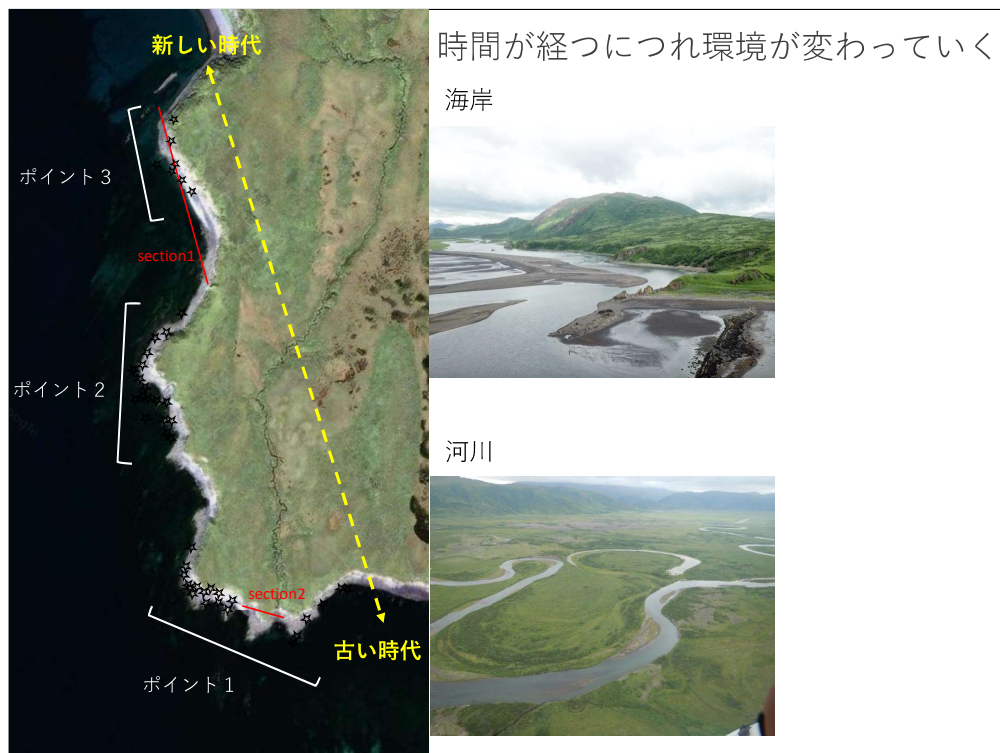 時間が経つにつれ環境が変わっていく
新しい時代
ポイント3
section1
ポイント2
section2
古い時代
ポイント1
海岸
河川